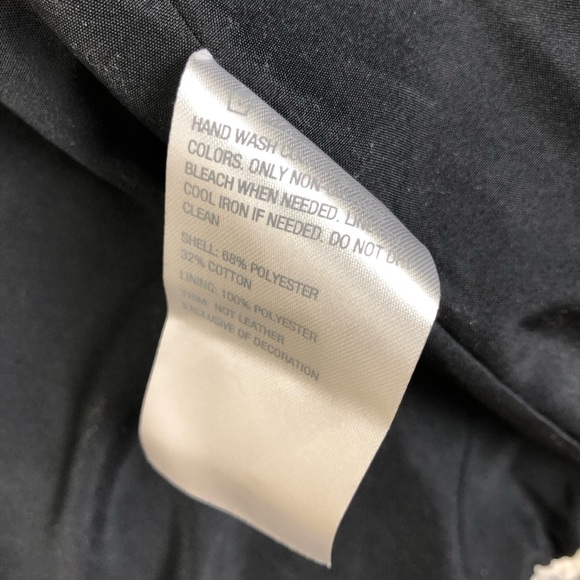 HAND WASH
COLORS. ONLY NON
BLEACH WHEN NEEDED.
COOL IRON IF NEEDED. DO NOT
CLEAN
SHELL: 68% POLYESTER
32% COTTON
LINING: 100% POLYESTER
TRIM NOT LEATHER
EXCLUSIVE OF DECORATION